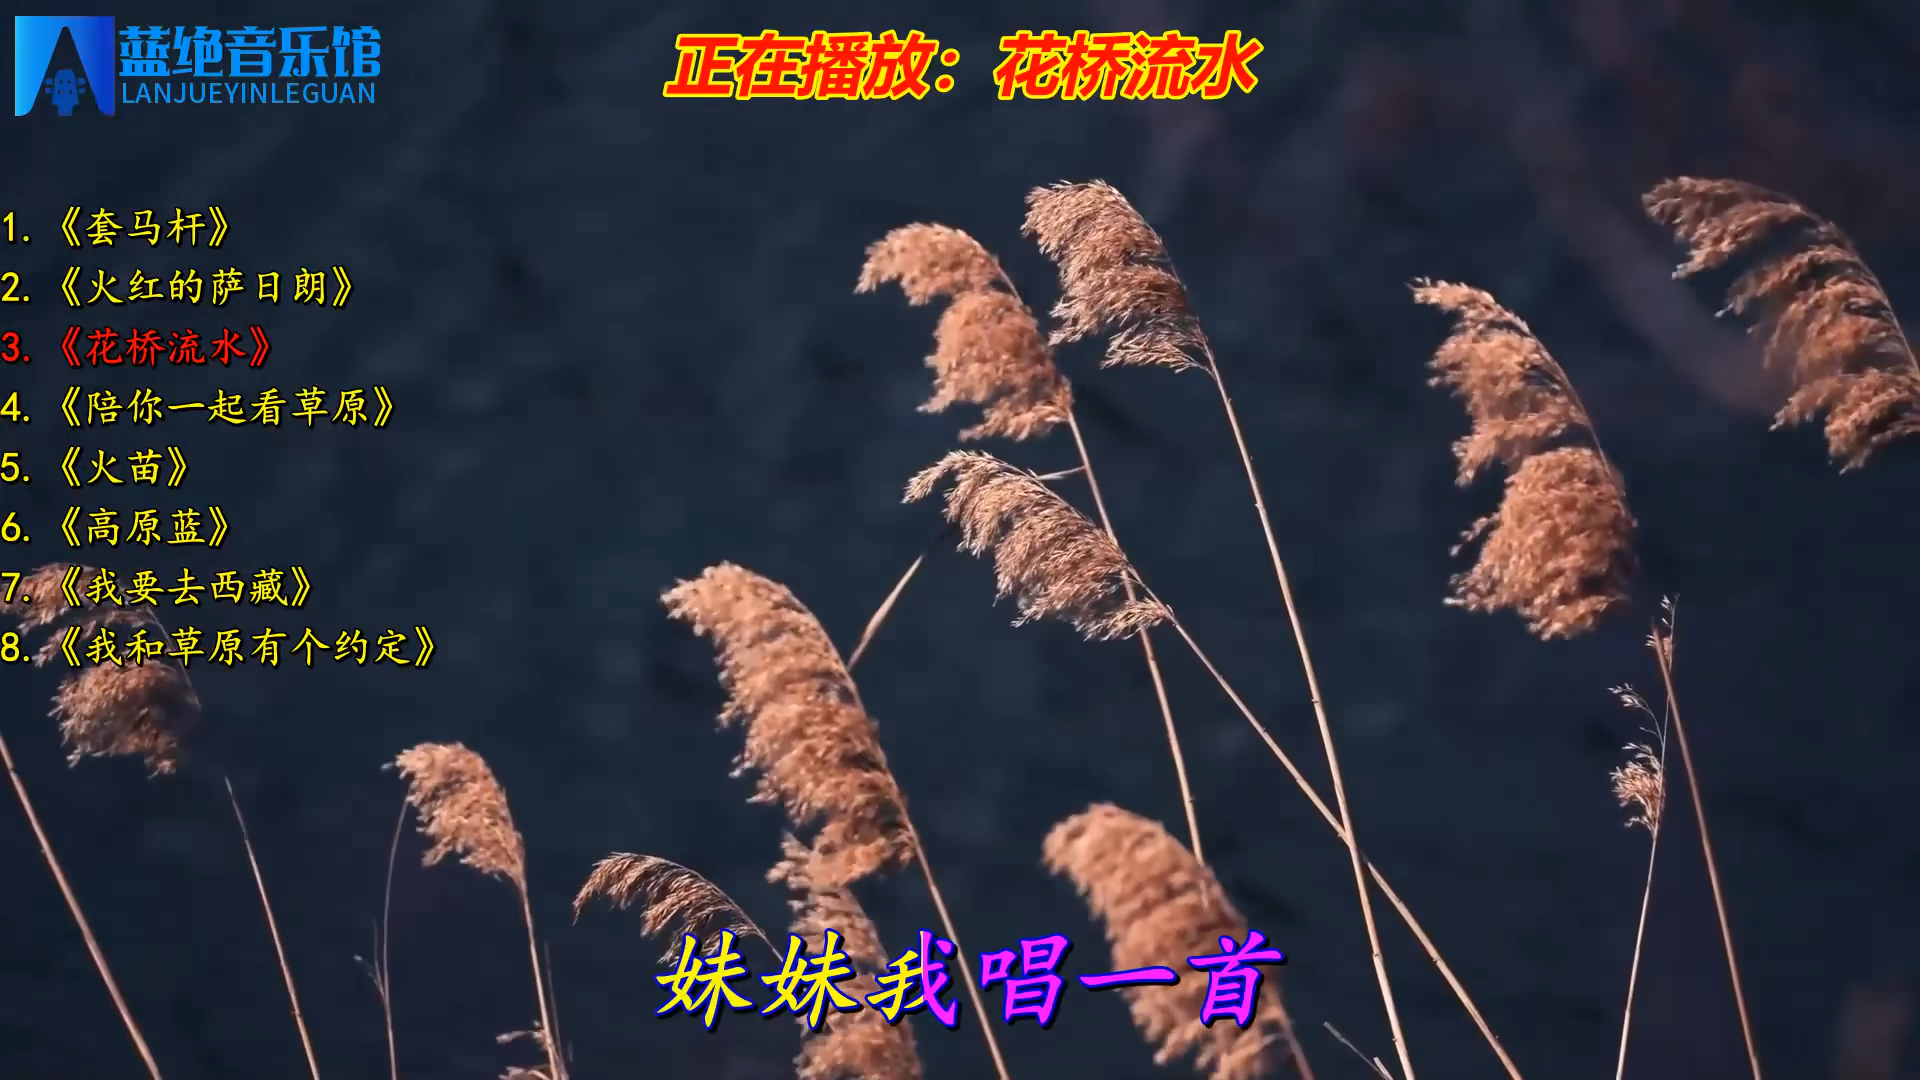 蓝绝音乐馆
LANJUEYINLEGUAN
正在播放：花桥流水
1.《套马杆》
2.《火红的萨日朗》
3.《花桥流水》
4.《陪你一起看草原》
5.《火苗》
6.《高原蓝》
7.《我要去西藏》
8.《我和草原有个约定》
妹妹我唱一首